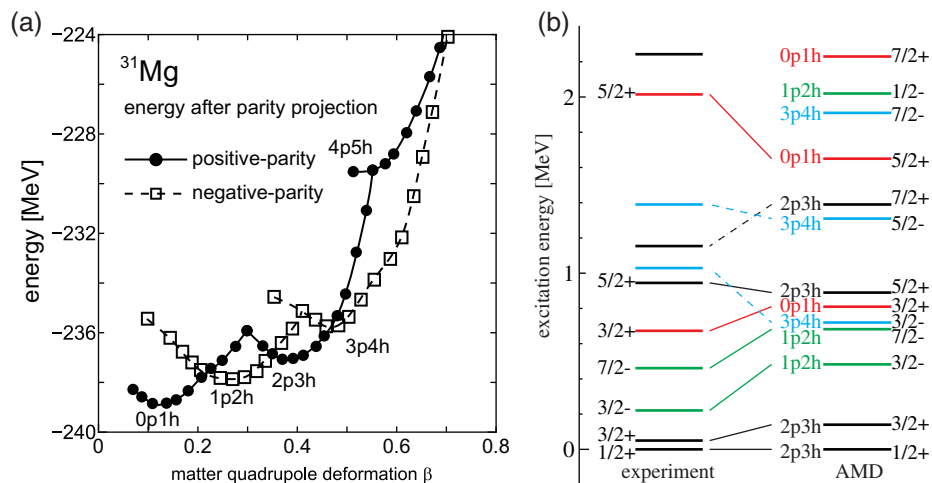 (a)
−224
−228
−232
−236
−240
energy [MeV]
31Mg
energy after parity projection
positive-parity
negative-parity
4p5h
3p4h
2p3h
1p2h
0p1h
0
0.2
0.4
0.6
0.8
matter quadrupole deformation β
(b)
excitation energy [MeV]
2
1
0
5/2+
5/2+
3/2+
7/2-
3/2-
3/2+
1/2+
experiment
0p1h 7/2+
1p2h 1/2-
3p4h 7/2-
0p1h 5/2+
2p3h 7/2+
3p4h 5/2-
2p3h 5/2+
0p1h 3/2+
3p4h 3/2-
1p2h 7/2-
1p2h 3/2-
2p3h 3/2+
2p3h 1/2+
AMD